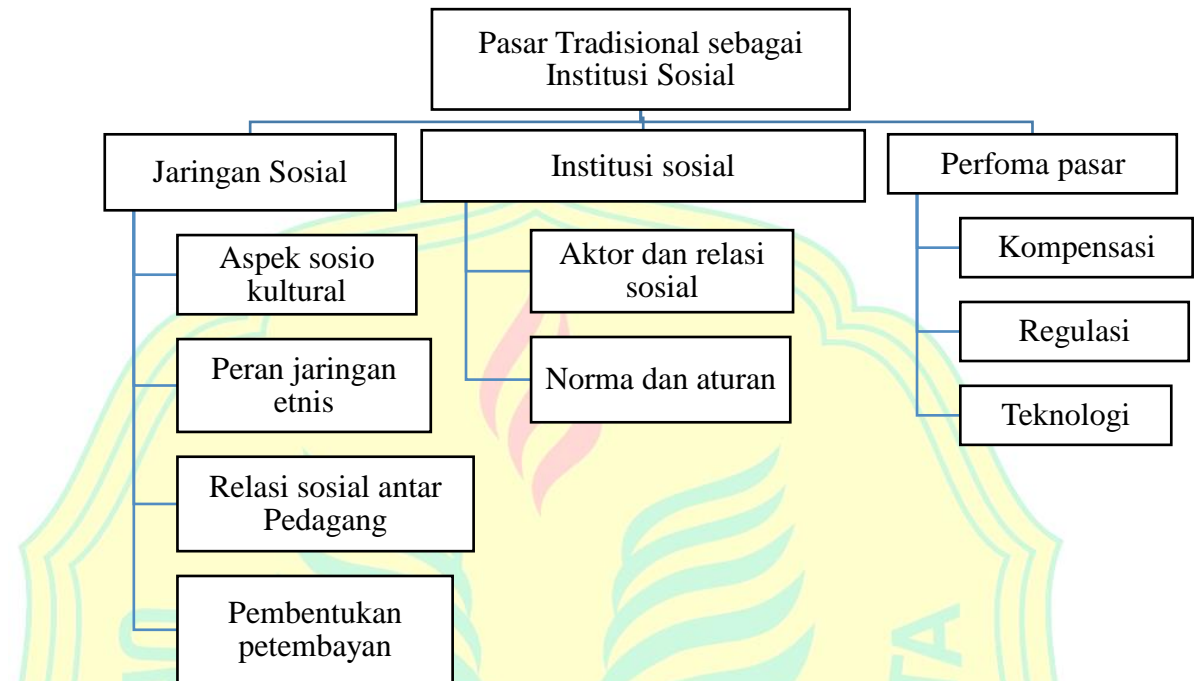 Pasar Tradisional sebagai
Institusi Sosial
Jaringan Sosial
Aspek sosio
kultural
Peran jaringan
etnis
Relasi sosial antar
Pedagang
Pembentukan
petembayan
Institusi sosial
Aktor dan relasi
sosial
Norma dan aturan
Perfoma pasar
Kompensasi
Regulasi
Teknologi